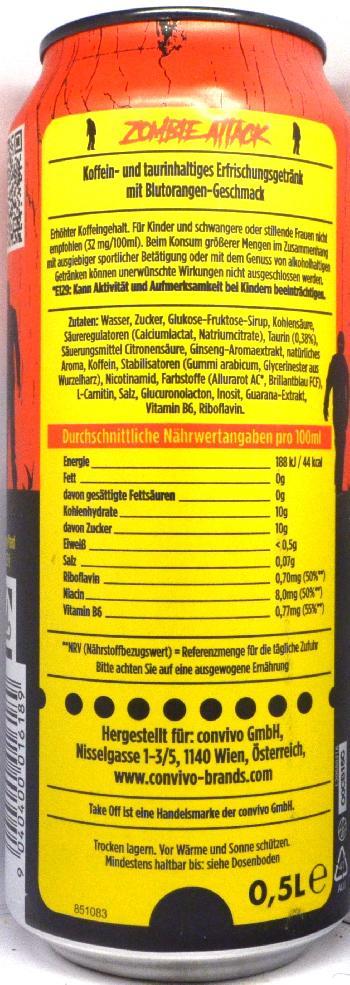 ZOMBIE ATTACK
Koffein- und taurinhaltiges Erfrischungsgetränk
mit Blutorangen-Geschmack
Erhöhter Koffeingehalt. Für Kinder und schwangere oder stillende Frauen nicht
empfohlen (32 mg/100ml). Beim Konsum größerer Mengen im Zusammenhang
mit ausgiebiger sportlicher Betätigung oder mit dem Genuss von alkoholhaltigen
Getränken können unerwünschte Wirkungen nicht ausgeschlossen werden.
*E129: Kann Aktivität und Aufmerksamkeit bei Kindern beeinträchtigen.
Zutaten: Wasser, Zucker, Glukose-Fruktose-Sirup, Kohlensäure,
Säureregulatoren (Calciumlactat, Natriumcitrate), Taurin (0,38%),
Säuerungsmittel Citronensäure, Ginseng-Aromaextrakt, natürliches
Aroma, Koffein, Stabilisatoren (Gummi arabicum, Glycerinester aus
Wurzelharz), Nicotinamid, Farbstoffe (Allurarot AC*, Brillantblau FCF),
L-Carnitin, Salz, Glucuronolacton, Inosit, Guarana-Extrakt,
Vitamin B6, Riboflavin.
Durchschnittliche Nährwertangaben pro 100ml
Energie 188 kJ / 44 kcal
Fett 0g
davon gesättigte Fettsäuren 0g
Kohlenhydrate 10g
davon Zucker 10g
Eiweiß <0,5g
Salz 0,07g
Riboflavin 0,70mg (50%**)
Niacin 8,0mg (50%**)
Vitamin B6 0,77mg (55%**)
**NRV (Nährstoffbezugswert) = Referenzmenge für die tägliche Zufuhr
Bitte achten Sie auf eine ausgewogene Ernährung
Hergestellt für: convivo GmbH,
Nisselgasse 1-3/5, 1140 Wien, Österreich,
www.convivo-brands.com
Take Off ist eine Handelsmarke der convivo GmbH.
Trocken lagern. Vor Wärme und Sonne schützen.
Mindestens haltbar bis: siehe Dosenboden
0,5L e
851083
9 040400 016189